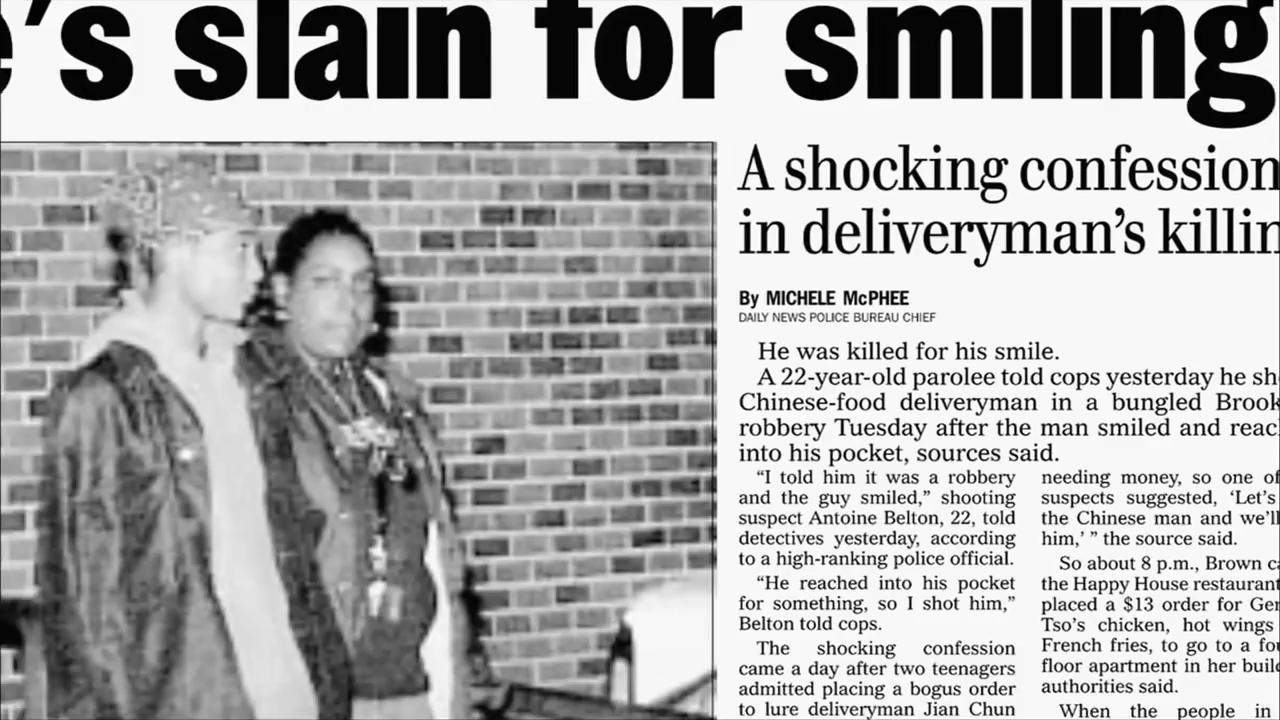 's slain for smiling
A shocking confession
in deliveryman's killin
By MICHELE McPHEE
DAILY NEWS POLICE BUREAU CHIEF
He was killed for his smile.
A 22-year-old parolee told cops yesterday he sh
Chinese-food deliveryman in a bungled Brook
robbery Tuesday after the man smiled and reac
into his pocket, sources said.
“I told him it was a robbery
and the guy smiled,” shooting
suspect Antoine Belton, 22, told
detectives yesterday, according
to a high-ranking police official.
“He reached into his pocket
for something, so I shot him,”
Belton told cops.
The shocking confession
came a day after two teenagers
admitted placing a bogus order
to lure deliveryman Jian Chun
needing money, so one of
suspects suggested, ‘Let's
the Chinese man and we'll
him,’ ” the source said.
So about 8 p.m., Brown ca
the Happy House restaurant
placed a $13 order for Gen
Tso's chicken, hot wings
French fries, to go to a fou
floor apartment in her build
authorities said.
When the people in